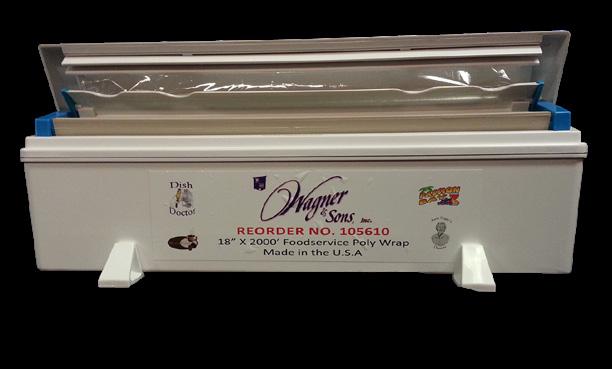 Dish
Doctor
Wagner
& Sons, Inc.
REORDER NO. 105610
18" X 2000' Foodservice Poly Wrap
Made in the U.S.A